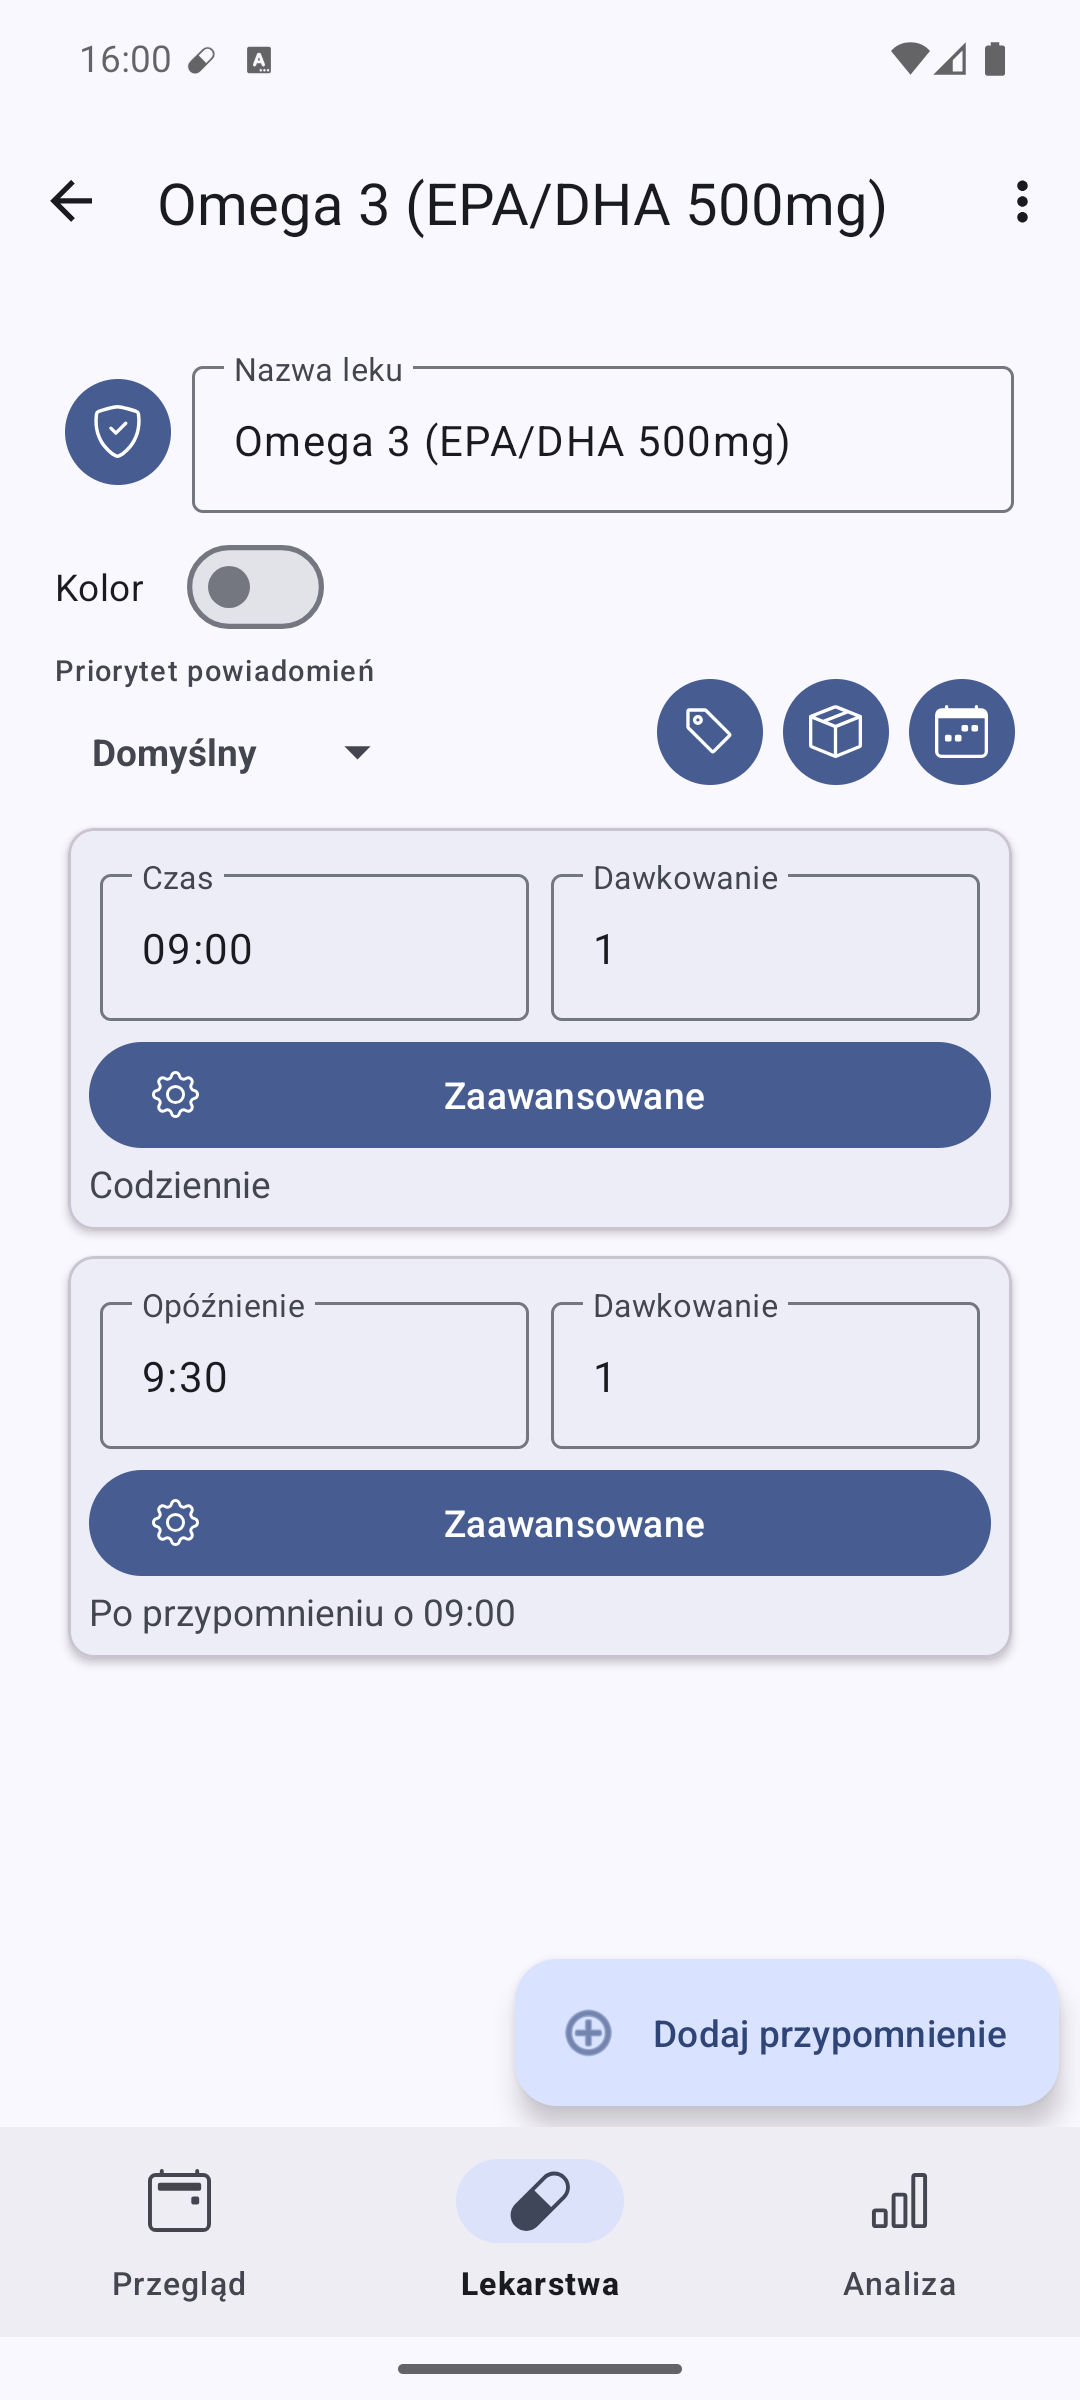 16:00
Omega 3 (EPA/DHA 500mg)
Nazwa leku
Omega 3 (EPA/DHA 500mg)
Kolor
Priorytet powiadomień
Domyślny
Czas
Dawkowanie
09:00
1
Zaawansowane
Codziennie
Opóźnienie
Dawkowanie
9:30
1
Zaawansowane
Po przypomnieniu o 09:00
Dodaj przypomnienie
Przegląd
Lekarstwa
Analiza